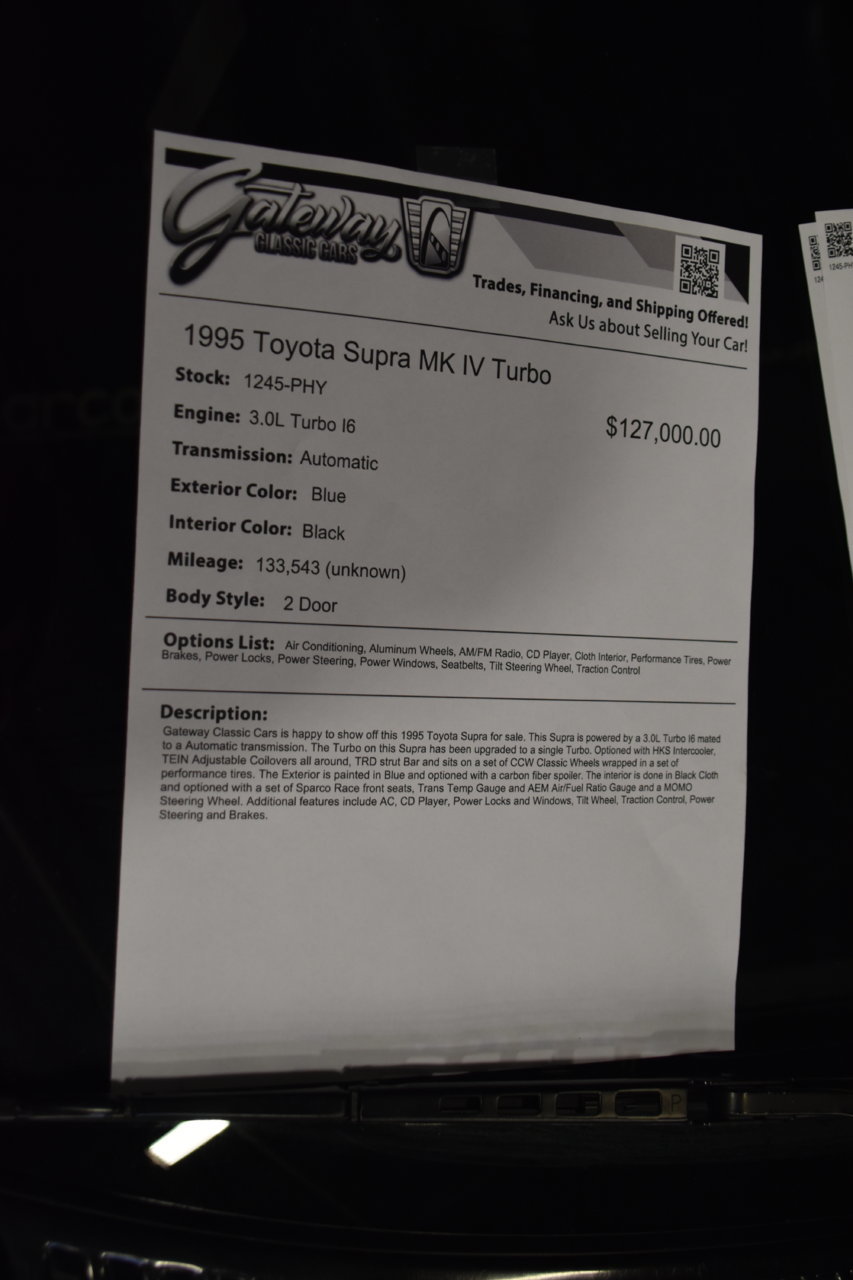 Gateway
CLASSIC CARS
Trades, Financing, and Shipping Offered!
Ask Us about Selling Your Car!
1995 Toyota Supra MK IV Turbo
Stock: 1245-PHY
$127,000.00
Engine: 3.0L Turbo I6
Transmission: Automatic
Exterior Color: Blue
Interior Color: Black
Mileage: 133,543 (unknown)
Body Style: 2 Door
Options List: Air Conditioning, Aluminum Wheels, AM/FM Radio, CD Player, Cloth Interior, Performance Tires, Power
Brakes, Power Locks, Power Steering, Power Windows, Seatbelts, Tilt Steering Wheel, Traction Control
Description:
Gateway Classic Cars is happy to show off this 1995 Toyota Supra for sale. This Supra is powered by a 3.0L Turbo I6 mated
to a Automatic transmission. The Turbo on this Supra has been upgraded to a single Turbo. Optioned with HKS Intercooler,
TEIN Adjustable Coilovers all around, TRD strut Bar and sits on a set of CCW Classic Wheels wrapped in a set of
performance tires. The Exterior is painted in Blue and optioned with a carbon fiber spoiler. The interior is done in Black Cloth
and optioned with a set of Sparco Race front seats, Trans Temp Gauge and AEM Air/Fuel Ratio Gauge and a MOMO
Steering Wheel. Additional features include AC, CD Player, Power Locks and Windows, Tilt Wheel, Traction Control, Power
Steering and Brakes.
P